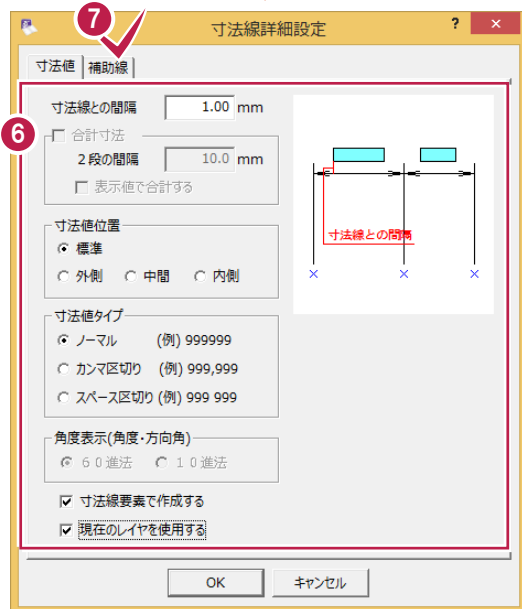 7
寸法線詳細設定 ? ×
寸法値 補助線
6
寸法線との間隔 1.00 mm
合計寸法
2段の間隔 10.0 mm
表示値で合計する
寸法線との間隔
寸法値位置
標準
外側 中間 内側
寸法値タイプ
ノーマル (例) 999999
カンマ区切り (例) 999,999
スペース区切り (例) 999 999
角度表示(角度・方向角)
60進法 10進法
寸法線要素で作成する
現在のレイヤを使用する
OK キャンセル